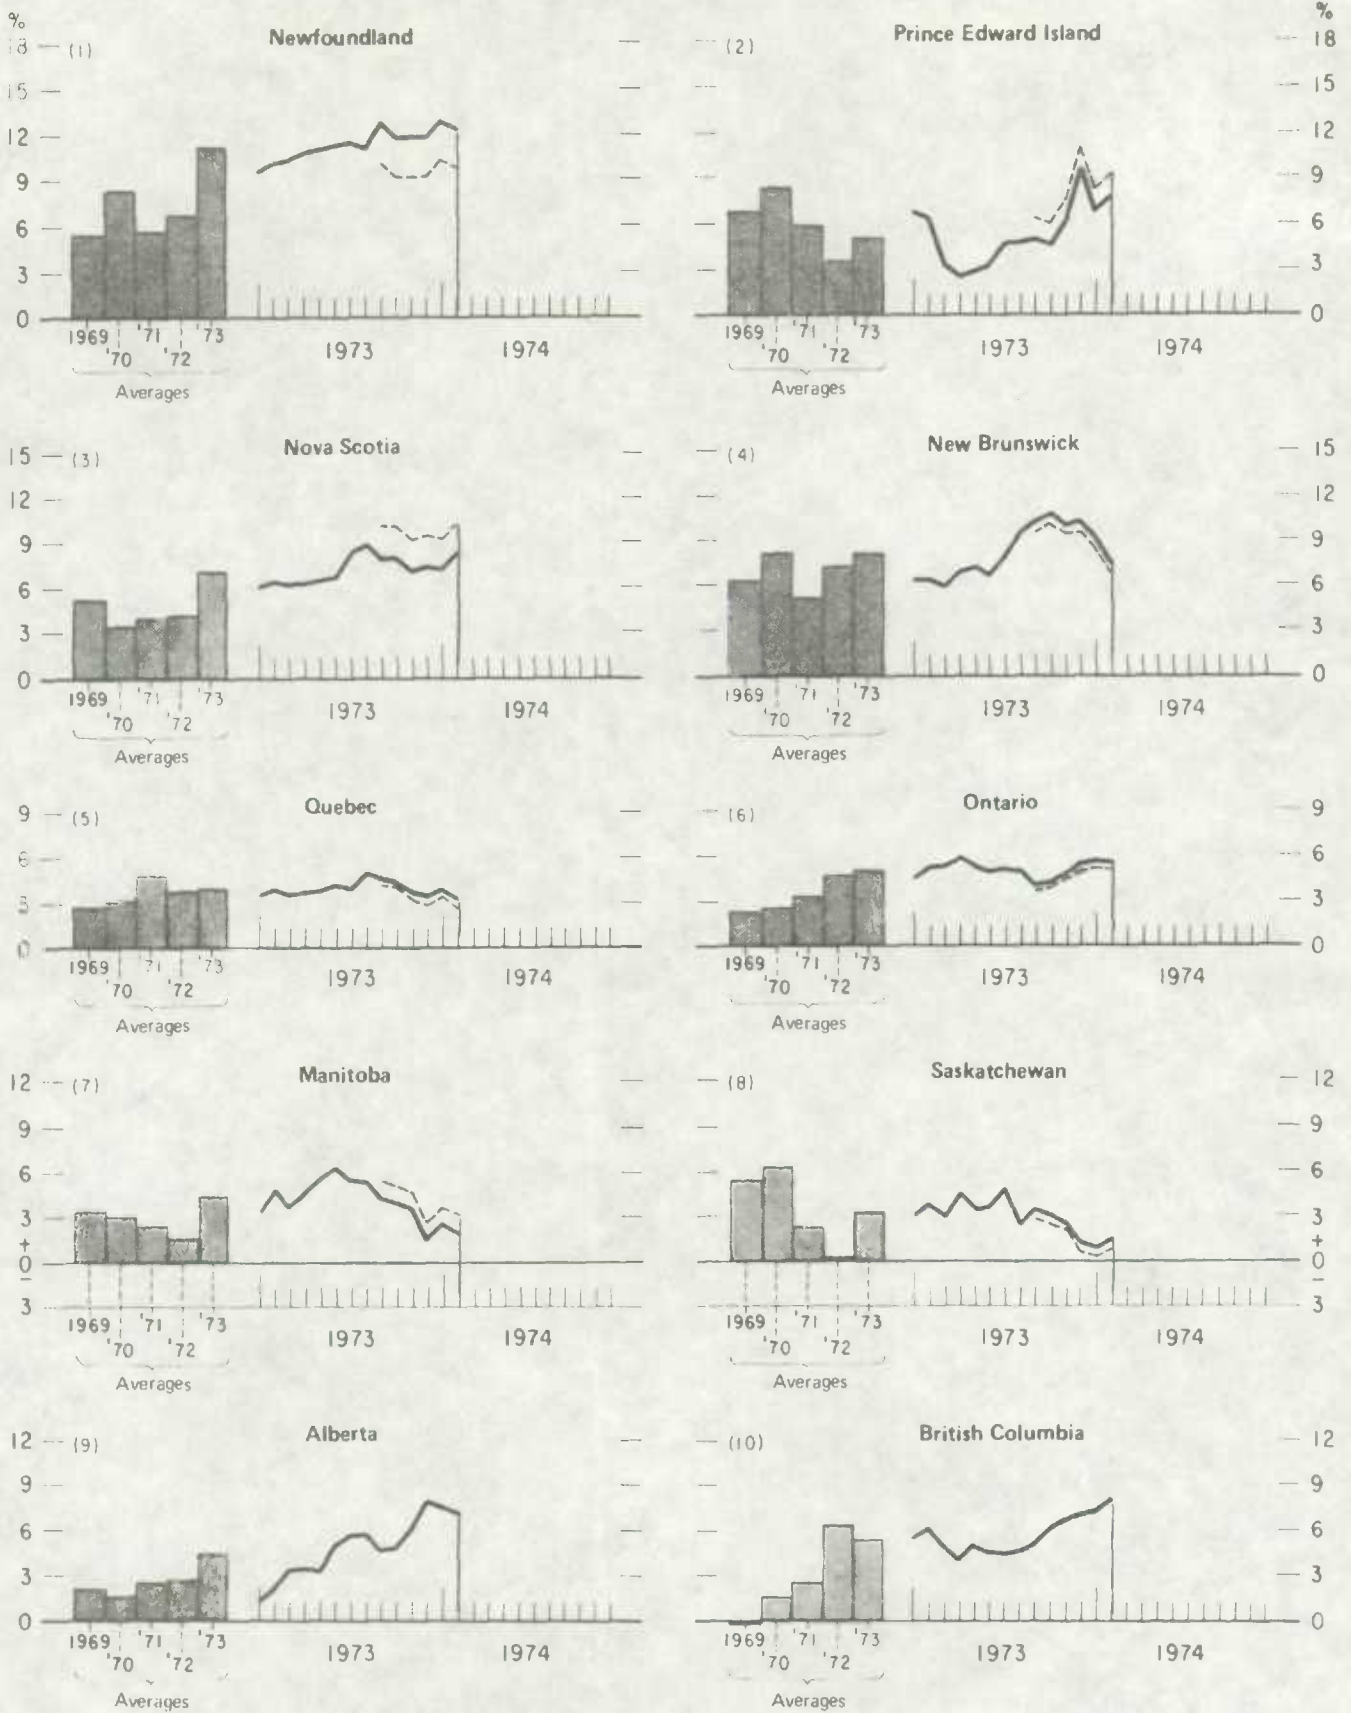 %
18 (1) Newfoundland
15
12
9
6
3
0
1969 '71 '73
'70 '72
1973 1974
Averages
%
(2) Prince Edward Island 18
15
12
9
6
3
0
1969 '71 '73
'70 '72
1973 1974
Averages
15 (3) Nova Scotia
12
9
6
3
0
1969 '71 '73
'70 '72
1973 1974
Averages
(4) New Brunswick 15
12
9
6
3
0
1969 '71 '73
'70 '72
1973 1974
Averages
9 (5) Quebec
6
3
0
1969 '71 '73
'70 '72
1973 1974
Averages
(6) Ontario 9
6
3
0
1969 '71 '73
'70 '72
1973 1974
Averages
12 (7) Manitoba
9
6
3
+
0
–
3
1969 '71 '73
'70 '72
1973 1974
Averages
(8) Saskatchewan 12
9
6
3
+
0
–
3
1969 '71 '73
'70 '72
1973 1974
Averages
12 (9) Alberta
9
6
3
0
1969 '71 '73
'70 '72
1973 1974
Averages
(10) British Columbia 12
9
6
3
0
1969 '71 '73
'70 '72
1973 1974
Averages